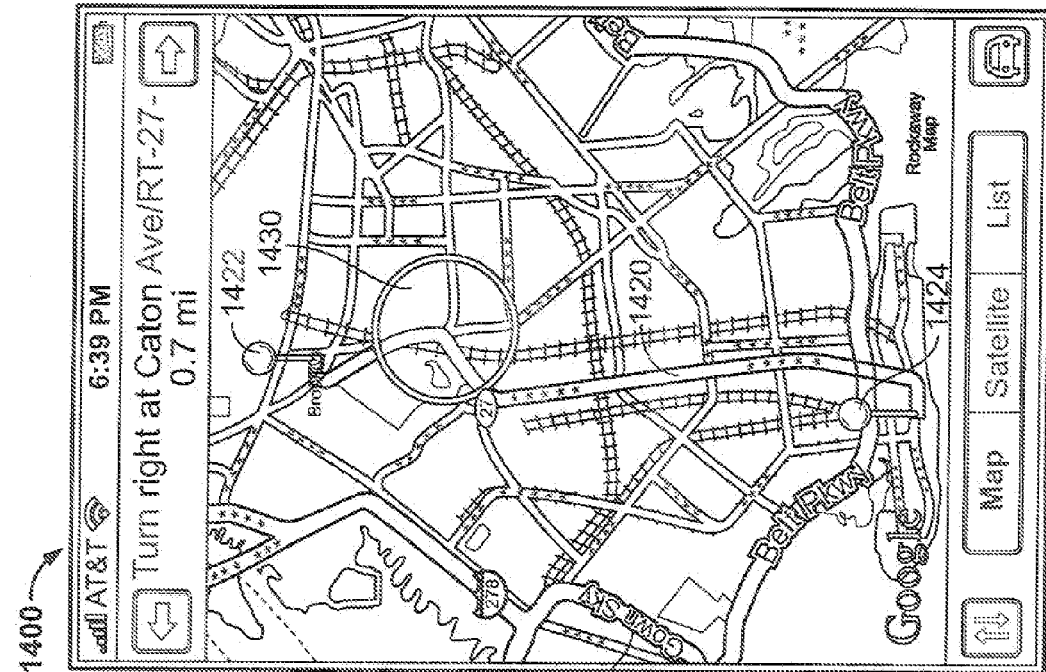 1400
AT&T 6:39 PM
Turn right at Caton Ave/RT-27 -
0.7 mi
1422
1430
27
278
1420
Belt Pkwy
Belt Pkwy
Rockaway
Map
1424
Google
Map Satellite List